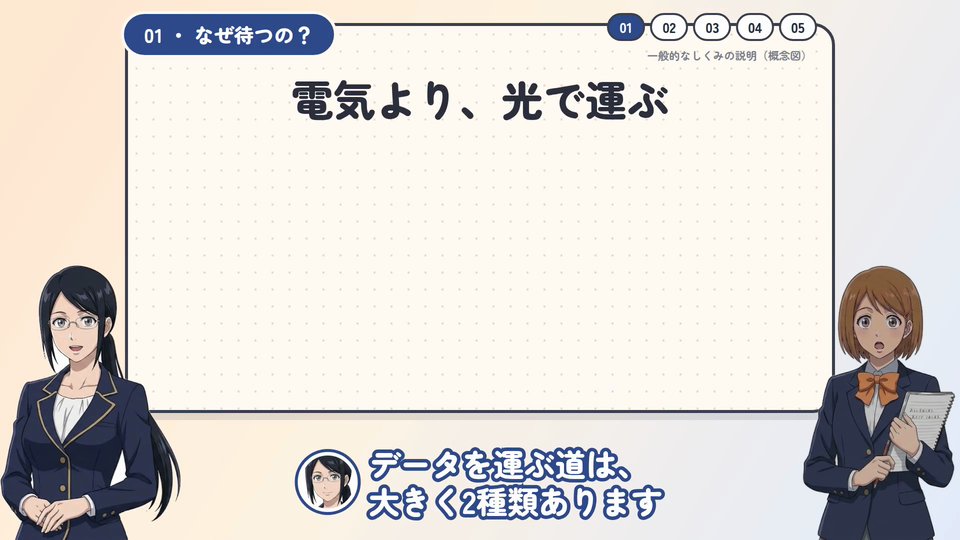 01 ・ なぜ待つの？
01 02 03 04 05
一般的なしくみの説明（概念図）
電気より、光で運ぶ
データを運ぶ道は、
大きく2種類あります